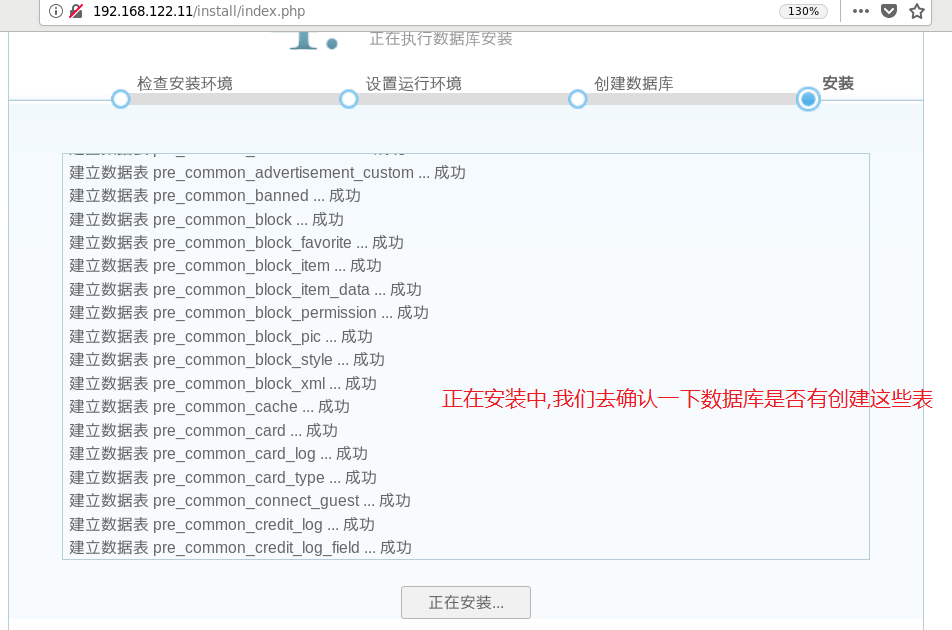 192.168.122.11/install/index.php
130%
正在执行数据库安装
检查安装环境
设置运行环境
创建数据库
安装
建立数据表 pre_common_advertisement_custom ... 成功
建立数据表 pre_common_banned ... 成功
建立数据表 pre_common_block ... 成功
建立数据表 pre_common_block_favorite ... 成功
建立数据表 pre_common_block_item ... 成功
建立数据表 pre_common_block_item_data ... 成功
建立数据表 pre_common_block_permission ... 成功
建立数据表 pre_common_block_pic ... 成功
建立数据表 pre_common_block_style ... 成功
建立数据表 pre_common_block_xml ... 成功
正在安装中,我们去确认一下数据库是否有创建这些表
建立数据表 pre_common_cache ... 成功
建立数据表 pre_common_card ... 成功
建立数据表 pre_common_card_log ... 成功
建立数据表 pre_common_card_type ... 成功
建立数据表 pre_common_connect_guest ... 成功
建立数据表 pre_common_credit_log ... 成功
建立数据表 pre_common_credit_log_field ... 成功
正在安装...